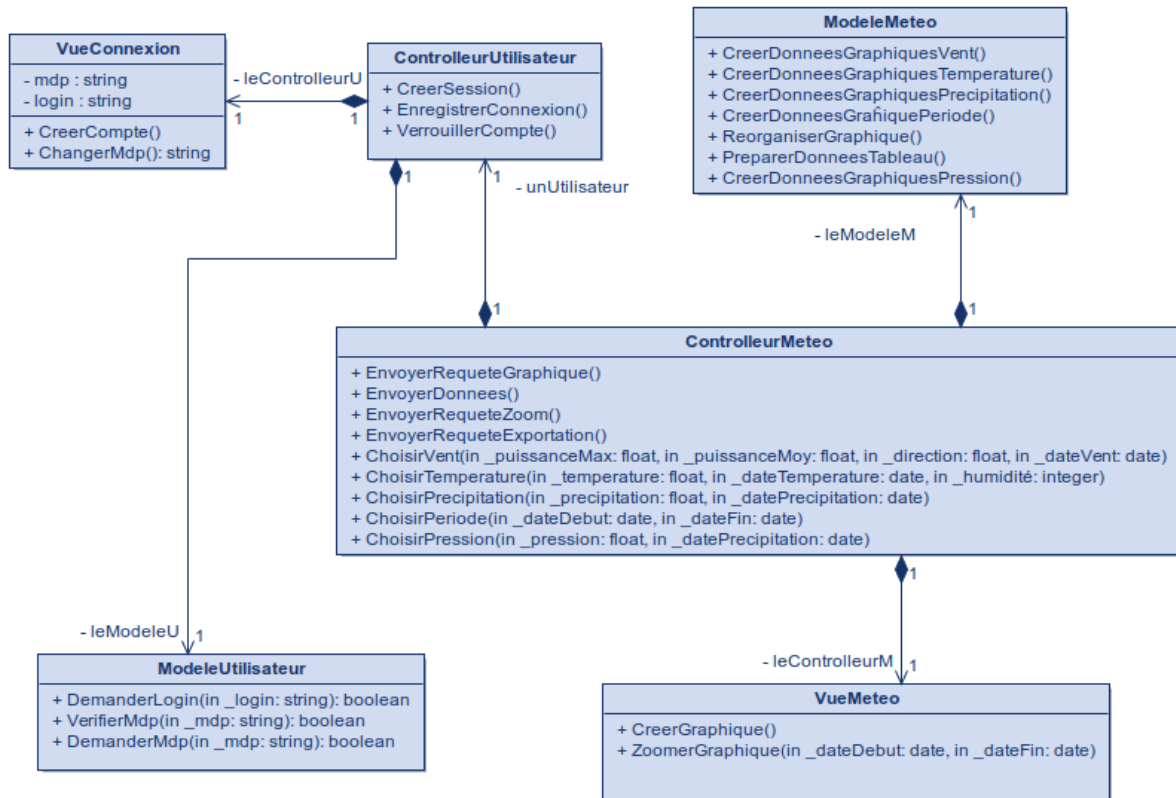 VueConnexion
- mdp : string
- login : string
+ CreerCompte()
+ ChangerMdp(): string
- leControlleurU
1
1
ControlleurUtilisateur
+ CreerSession()
+ EnregistrerConnexion()
+ VerrouillerCompte()
1
1
- unUtilisateur
1
ModeleMeteo
+ CreerDonneesGraphiquesVent()
+ CreerDonneesGraphiquesTemperature()
+ CreerDonneesGraphiquesPrecipitation()
+ CreerDonneesGrafiquePeriode()
+ ReorganiserGraphique()
+ PreparerDonneesTableau()
+ CreerDonneesGraphiquesPression()
1
- leModeleM
1
ControlleurMeteo
+ EnvoyerRequeteGraphique()
+ EnvoyerDonnees()
+ EnvoyerRequeteZoom()
+ EnvoyerRequeteExportation()
+ ChoisirVent(in _puissanceMax: float, in _puissanceMoy: float, in _direction: float, in _dateVent: date)
+ ChoisirTemperature(in _temperature: float, in _dateTemperature: date, in _humidité: integer)
+ ChoisirPrecipitation(in _precipitation: float, in _datePrecipitation: date)
+ ChoisirPeriode(in _dateDebut: date, in _dateFin: date)
+ ChoisirPression(in _pression: float, in _datePrecipitation: date)
1
- leModeleU
1
ModeleUtilisateur
+ DemanderLogin(in _login: string): boolean
+ VerifierMdp(in _mdp: string): boolean
+ DemanderMdp(in _mdp: string): boolean
- leControlleurM
1
VueMeteo
+ CreerGraphique()
+ ZoomerGraphique(in _dateDebut: date, in _dateFin: date)